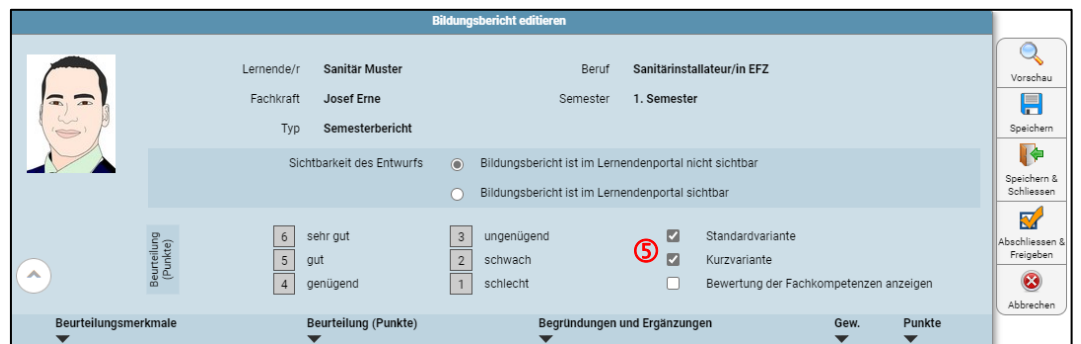 Bildungsbericht editieren
Lernende/r Sanitär Muster Beruf Sanitärinstallateur/in EFZ
Fachkraft Josef Erne Semester 1. Semester
Typ Semesterbericht
Sichtbarkeit des Entwurfs Bildungsbericht ist im Lernendenportal nicht sichtbar
Bildungsbericht ist im Lernendenportal sichtbar
Beurteilung
(Punkte)
6 sehr gut 3 ungenügend Standardvariante
5 gut 2 schwach ⑤ Kurzvariante
4 genügend 1 schlecht Bewertung der Fachkompetenzen anzeigen
Beurteilungsmerkmale Beurteilung (Punkte) Begründungen und Ergänzungen Gew. Punkte
Vorschau
Speichern
Speichern &
Schliessen
Abschliessen &
Freigeben
Abbrechen